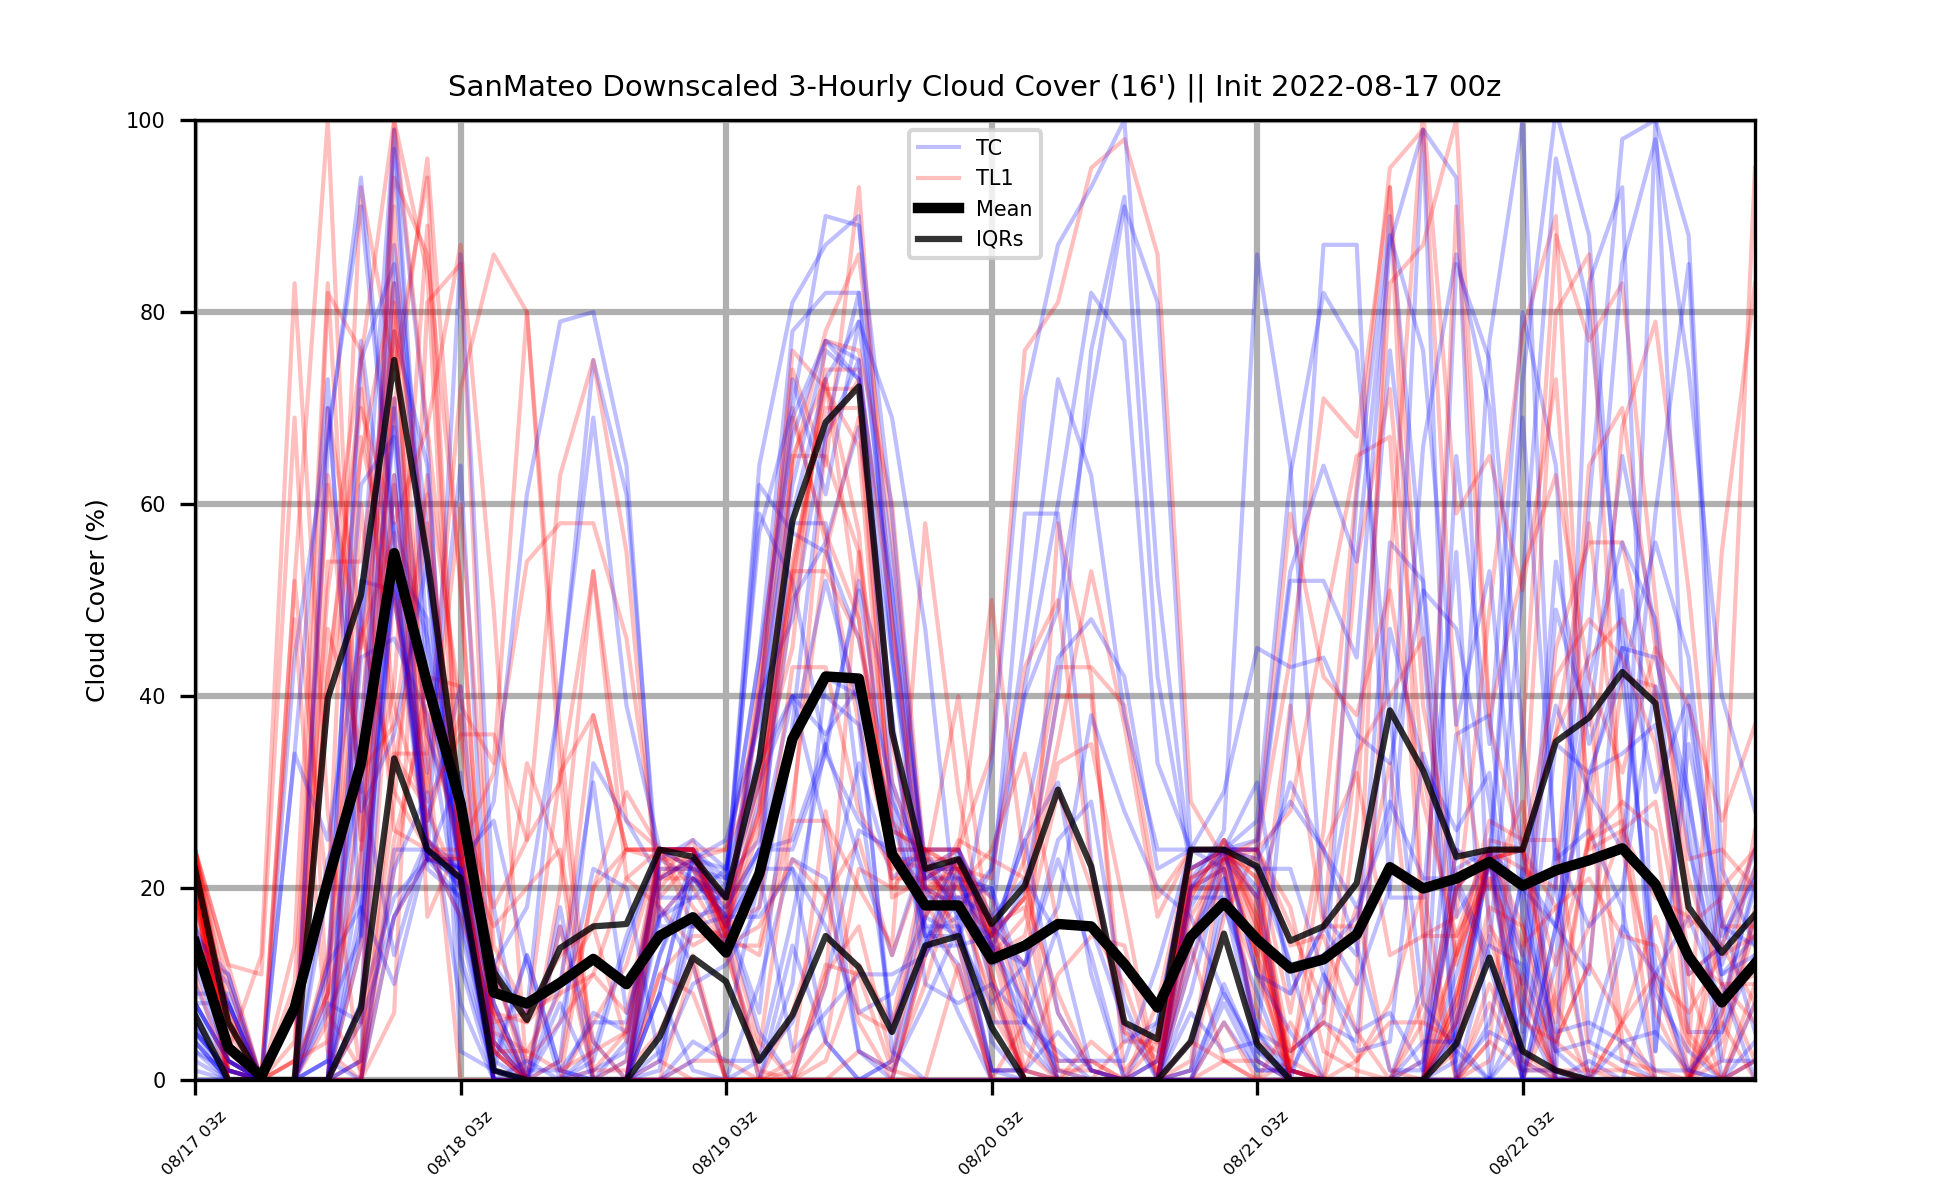 SanMateo Downscaled 3-Hourly Cloud Cover (16') || Init 2022-08-17 00z
TC
TL1
Mean
IQRs
Cloud Cover (%)
100
80
60
40
20
0
08/17 03z
08/18 03z
08/19 03z
08/20 03z
08/21 03z
08/22 03z